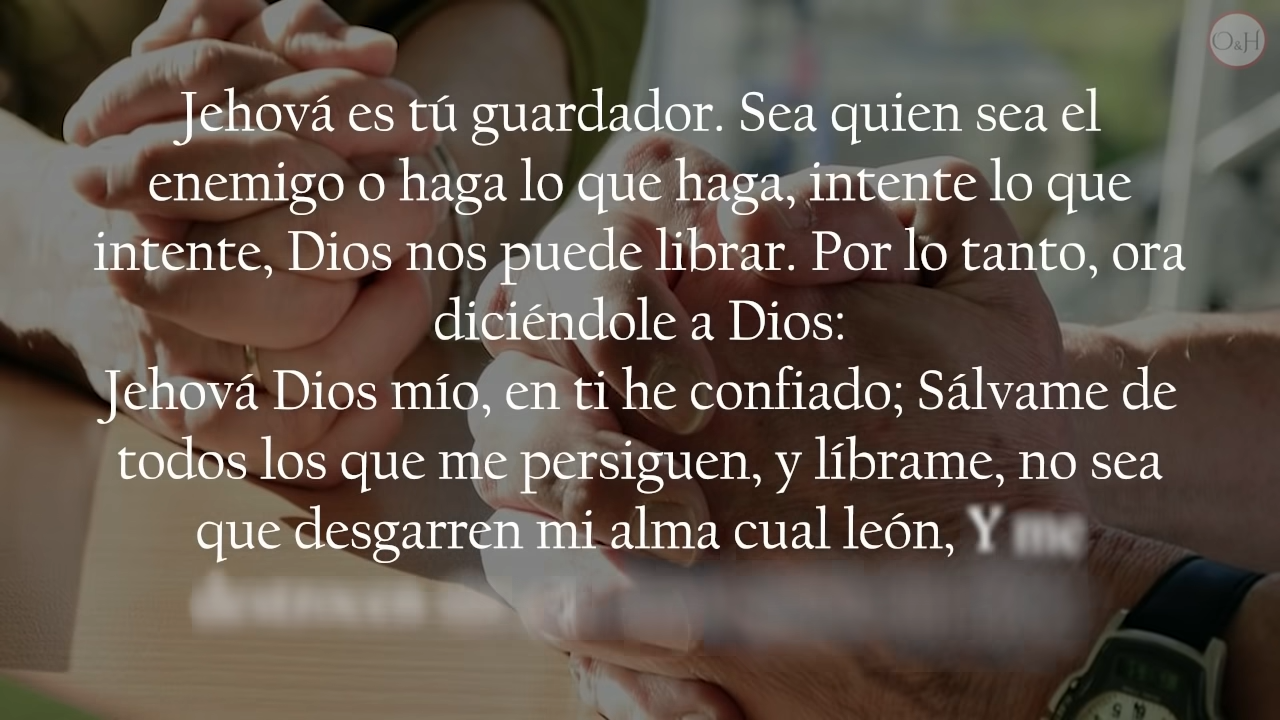 O&H
Jehová es tú guardador. Sea quien sea el
enemigo o haga lo que haga, intente lo que
intente, Dios nos puede librar. Por lo tanto, ora
diciéndole a Dios:
Jehová Dios mío, en ti he confiado; Sálvame de
todos los que me persiguen, y líbrame, no sea
que desgarren mi alma cual león, Y me